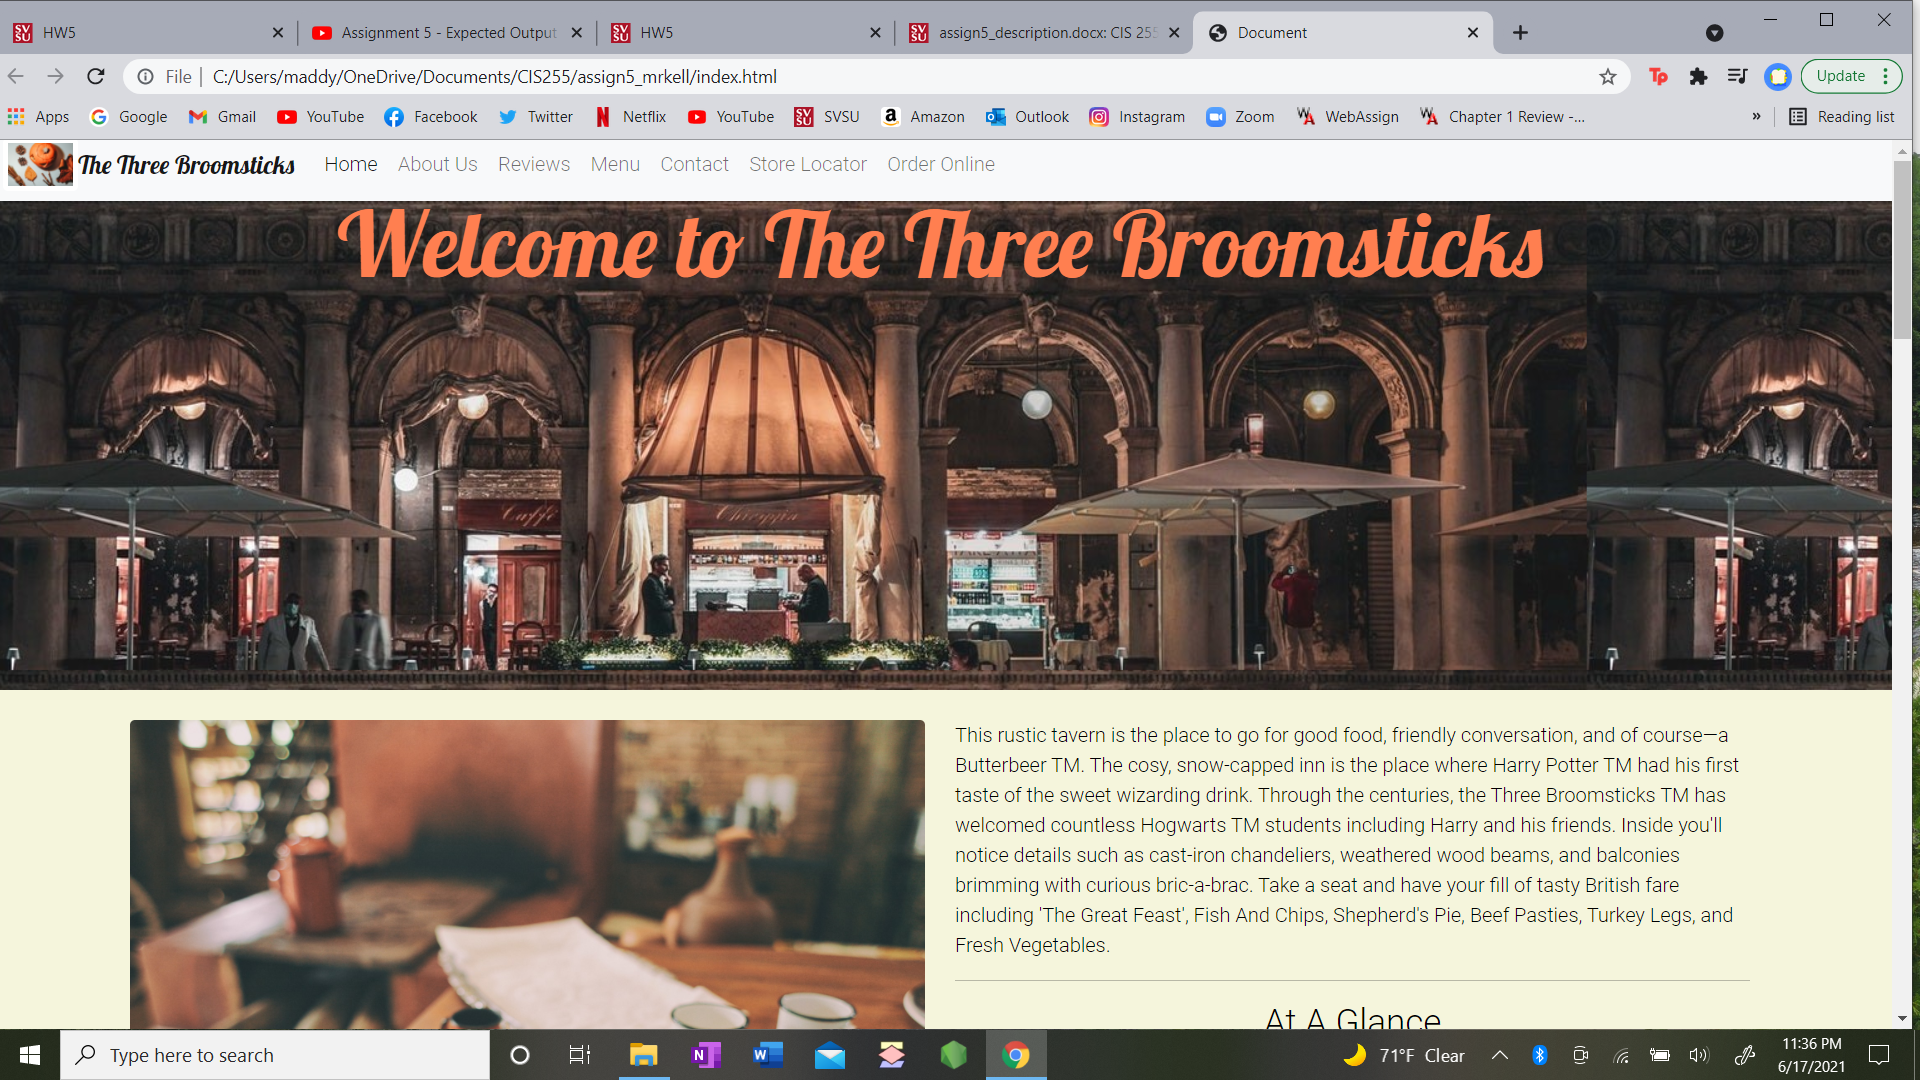 HW5
Assignment 5 - Expected Output
HW5
assign5_description.docx: CIS 255
Document
File
C:/Users/maddy/OneDrive/Documents/CIS255/assign5_mrkell/index.html
Tp
Update
Apps
Google
Gmail
YouTube
Facebook
Twitter
Netflix
YouTube
SVSU
Amazon
Outlook
Instagram
Zoom
WebAssign
Chapter 1 Review -...
»
Reading list
The Three Broomsticks
Home
About Us
Reviews
Menu
Contact
Store Locator
Order Online
Welcome to The Three Broomsticks
Caffè
This rustic tavern is the place to go for good food, friendly conversation, and of course—a
Butterbeer TM. The cosy, snow-capped inn is the place where Harry Potter TM had his first
taste of the sweet wizarding drink. Through the centuries, the Three Broomsticks TM has
welcomed countless Hogwarts TM students including Harry and his friends. Inside you'll
notice details such as cast-iron chandeliers, weathered wood beams, and balconies
brimming with curious bric-a-brac. Take a seat and have your fill of tasty British fare
including 'The Great Feast', Fish And Chips, Shepherd's Pie, Beef Pasties, Turkey Legs, and
Fresh Vegetables.
At A Glance
Type here to search
71°F Clear
11:36 PM
6/17/2021